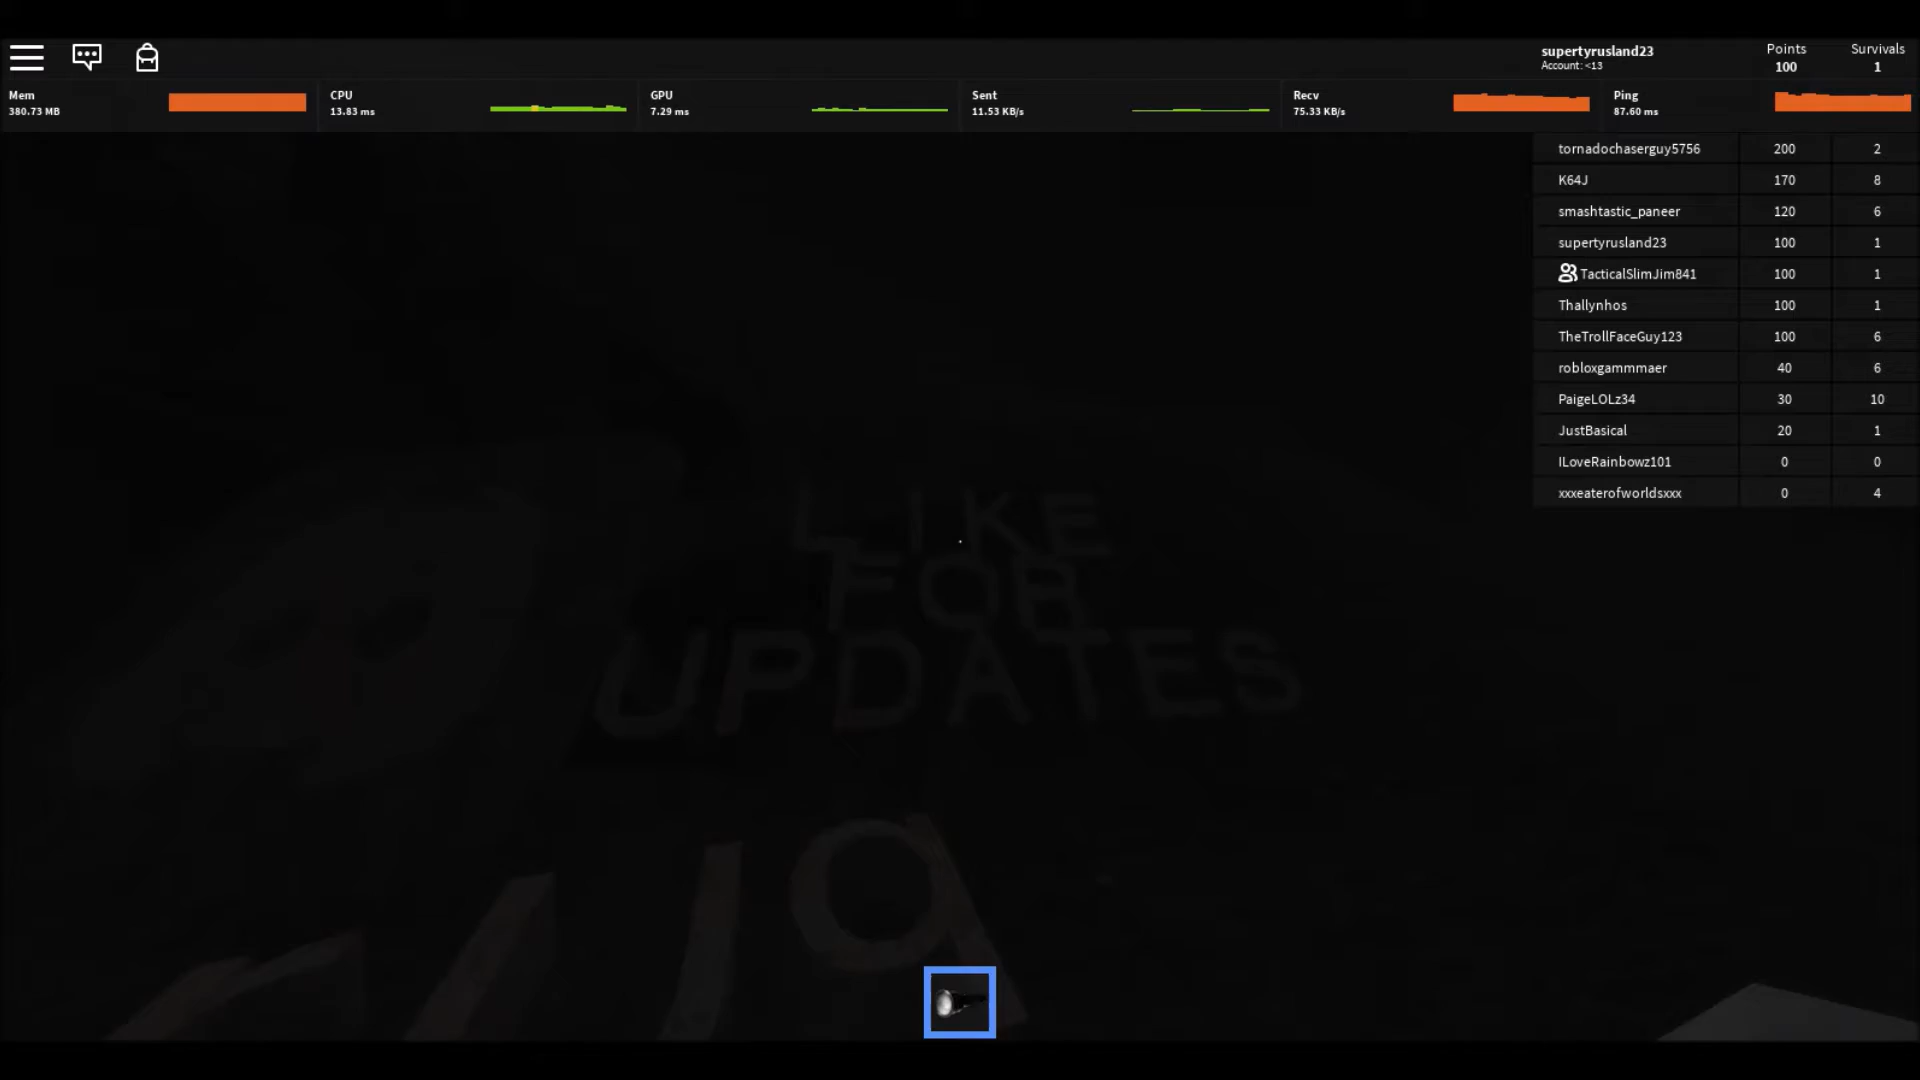 supertyrusland23
Account: <13
Points
100
Survivals
1
Mem
380.73 MB
CPU
13.83 ms
GPU
7.29 ms
Sent
11.53 KB/s
Recv
75.33 KB/s
Ping
87.60 ms
tornadochaserguy5756 200 2
K64J 170 8
smashtastic_paneer 120 6
supertyrusland23 100 1
TacticalSlimJim841 100 1
Thallynhos 100 1
TheTrollFaceGuy123 100 6
robloxgammmaer 40 6
PaigeLOLz34 30 10
JustBasical 20 1
ILoveRainbowz101 0 0
xxxeaterofworldsxxx 0 4
LIKE
FOR
UPDATES